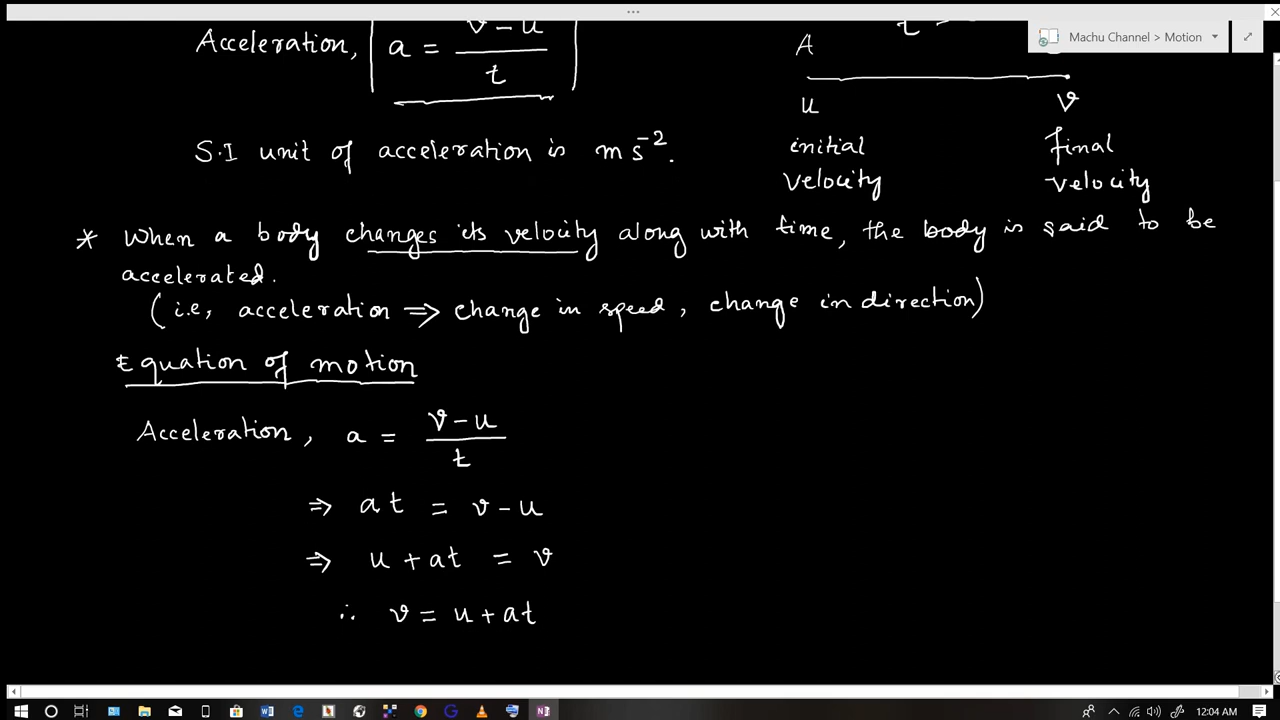 Acceleration, a = (v - u)/t
A
u v
initial velocity
final velocity
Machu Channel > Motion
S.I unit of acceleration is m s⁻².
* When a body changes its velocity along with time, the body is said to be
accelerated.
(i.e, acceleration ⇒ change in speed, change in direction)
Equation of motion
Acceleration, a = (v - u)/t
⇒ at = v - u
⇒ u + at = v
∴ v = u + at
12:04 AM